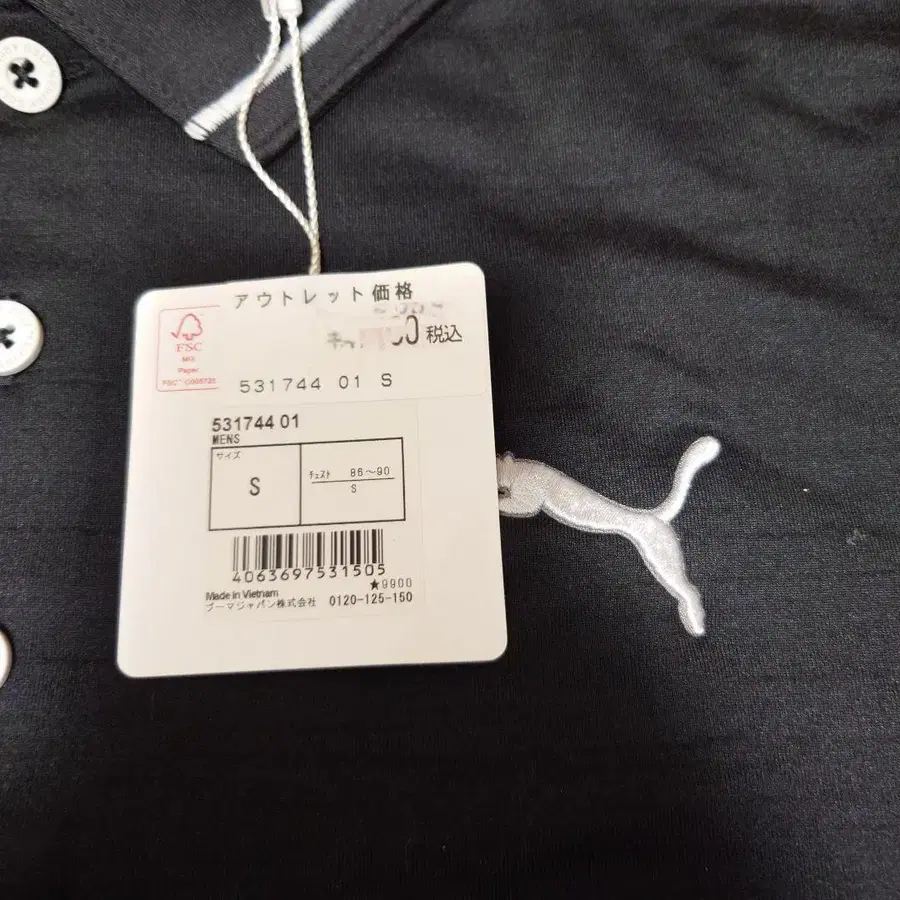 アウトレット価格
税込
FSC
MIX
Paper
531744 01 S
531744 01
MENS
サイズ
S
チェスト 86～90
S
4063697531505
★9900
Made in Vietnam
プーマジャパン株式会社 0120-125-150